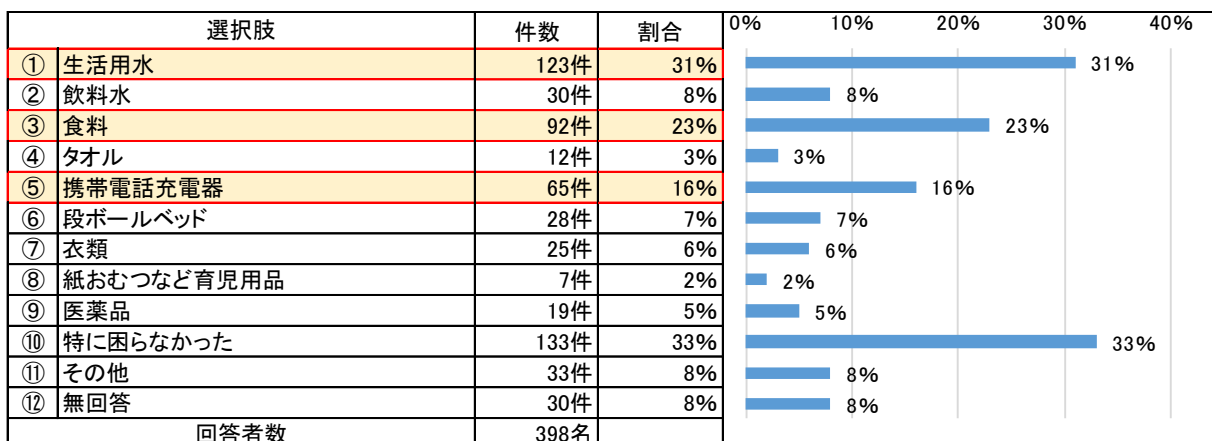 選択肢 件数 割合 0% 10% 20% 30% 40%
① 生活用水 123件 31% 31%
② 飲料水 30件 8% 8%
③ 食料 92件 23% 23%
④ タオル 12件 3% 3%
⑤ 携帯電話充電器 65件 16% 16%
⑥ 段ボールベッド 28件 7% 7%
⑦ 衣類 25件 6% 6%
⑧ 紙おむつなど育児用品 7件 2% 2%
⑨ 医薬品 19件 5% 5%
⑩ 特に困らなかった 133件 33% 33%
⑪ その他 33件 8% 8%
⑫ 無回答 30件 8% 8%
回答者数 398名